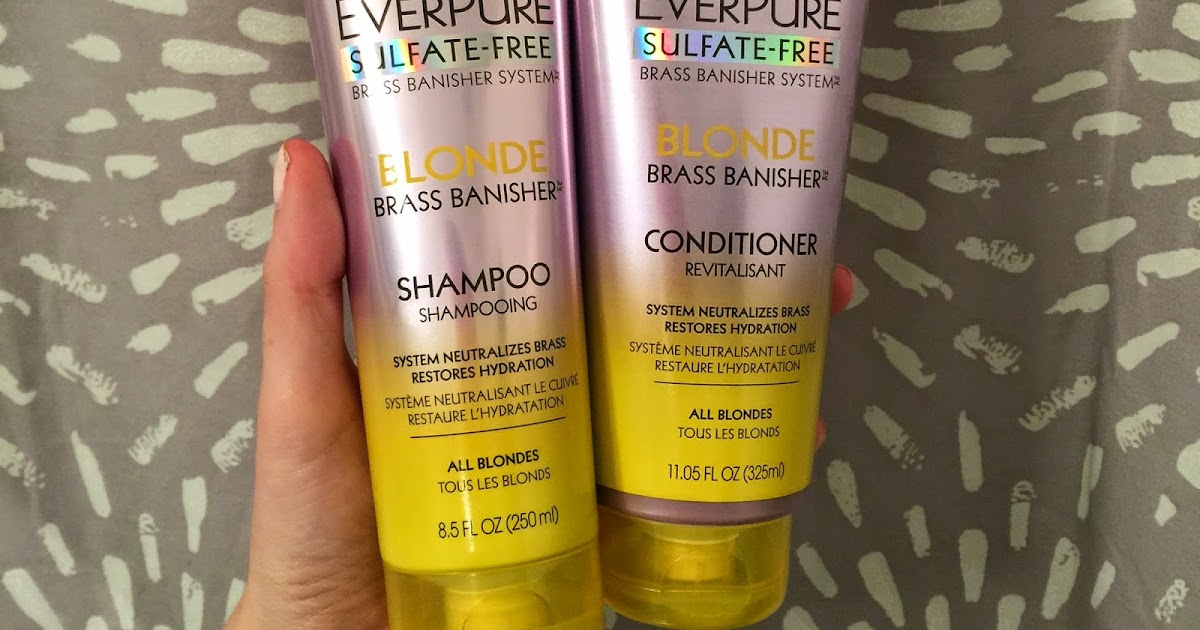 EVERPURE
SULFATE-FREE
BRASS BANISHER SYSTEM
BLONDE
BRASS BANISHER
SHAMPOO
SHAMPOOING
SYSTEM NEUTRALIZES BRASS
RESTORES HYDRATION
SYSTÈME NEUTRALISANT LE CUIVRÉ
RESTAURE L'HYDRATATION
ALL BLONDES
TOUS LES BLONDS
8.5 FL OZ (250 ml)
EVERPURE
SULFATE-FREE
BRASS BANISHER SYSTEM
BLONDE
BRASS BANISHER
CONDITIONER
REVITALISANT
SYSTEM NEUTRALIZES BRASS
RESTORES HYDRATION
SYSTÈME NEUTRALISANT LE CUIVRÉ
RESTAURE L'HYDRATATION
ALL BLONDES
TOUS LES BLONDS
11.05 FL OZ (325ml)